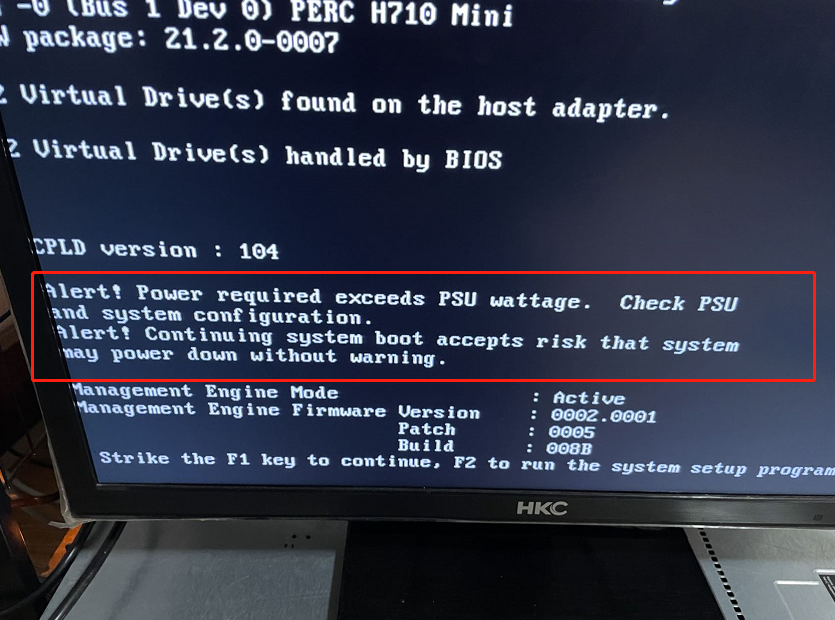 -0 (Bus 1 Dev 0) PERC H710 Mini
package: 21.2.0-0007
2 Virtual Drive(s) found on the host adapter.
2 Virtual Drive(s) handled by BIOS
CPLD version : 104
Alert! Power required exceeds PSU wattage. Check PSU
and system configuration.
Alert! Continuing system boot accepts risk that system
may power down without warning.
Management Engine Mode : Active
Management Engine Firmware Version : 0002.0001
Patch : 0005
Build : 008B
Strike the F1 key to continue, F2 to run the system setup program
HKC